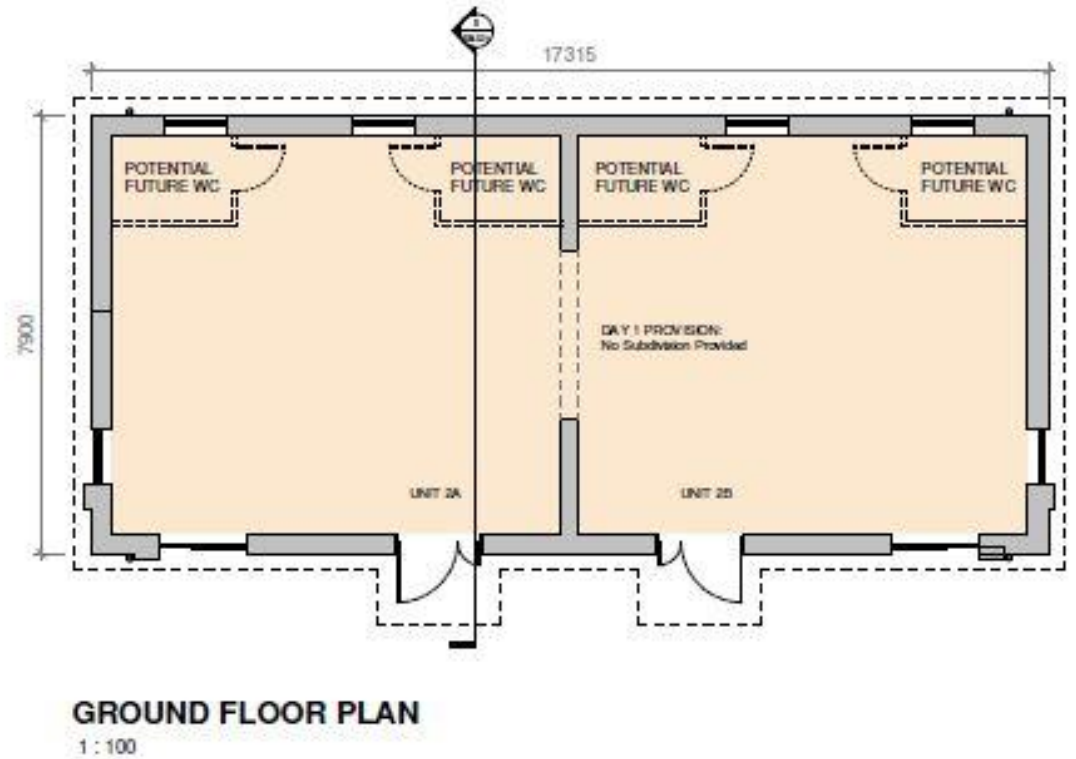 17315
POTENTIAL
FUTURE WC
POTENTIAL
FUTURE WC
POTENTIAL
FUTURE WC
POTENTIAL
FUTURE WC
7900
DAY 1 PROVISION:
No Subdivision Provided
UNIT 2A
UNIT 2B
GROUND FLOOR PLAN
1 : 100